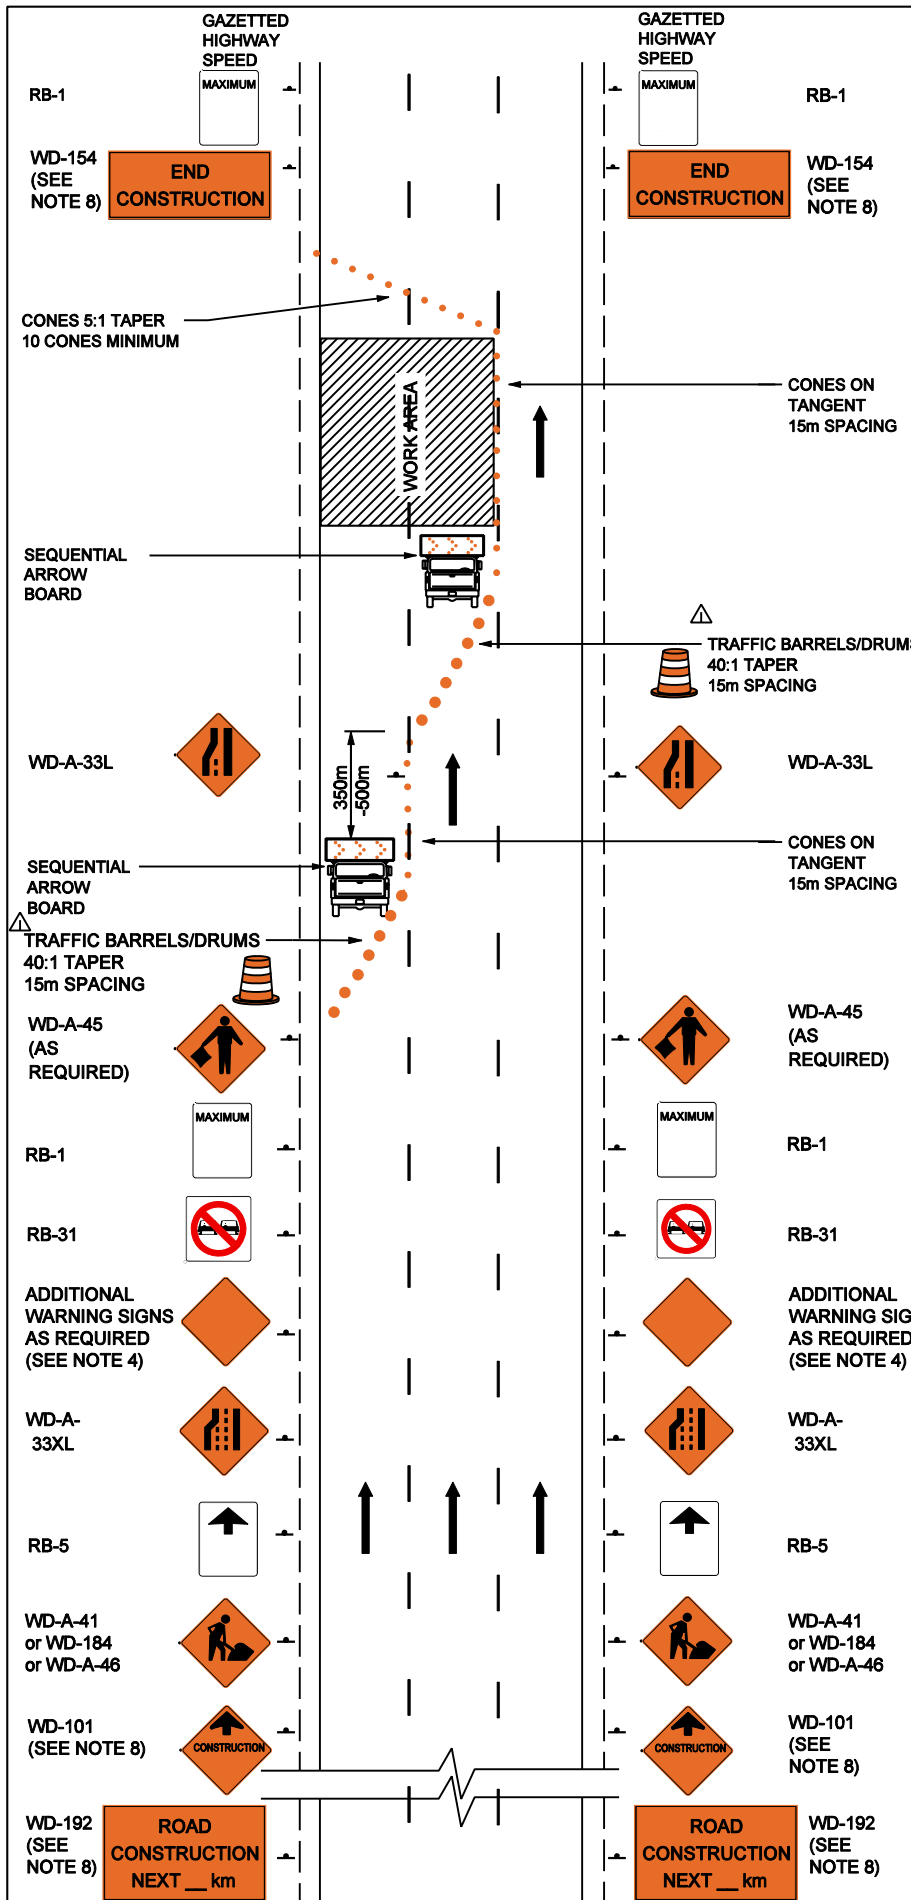 GAZETTED
HIGHWAY
SPEED
GAZETTED
HIGHWAY
SPEED
RB-1
MAXIMUM
MAXIMUM
RB-1
WD-154
(SEE
NOTE 8)
END
CONSTRUCTION
END
CONSTRUCTION
WD-154
(SEE
NOTE 8)
CONES 5:1 TAPER
10 CONES MINIMUM
WORK AREA
CONES ON
TANGENT
15m SPACING
SEQUENTIAL
ARROW
BOARD
TRAFFIC BARRELS/DRUMS
40:1 TAPER
15m SPACING
WD-A-33L
350m
-500m
WD-A-33L
SEQUENTIAL
ARROW
BOARD
CONES ON
TANGENT
15m SPACING
TRAFFIC BARRELS/DRUMS
40:1 TAPER
15m SPACING
WD-A-45
(AS
REQUIRED)
WD-A-45
(AS
REQUIRED)
RB-1
MAXIMUM
MAXIMUM
RB-1
RB-31
RB-31
ADDITIONAL
WARNING SIGNS
AS REQUIRED
(SEE NOTE 4)
ADDITIONAL
WARNING SIG
AS REQUIRED
(SEE NOTE 4)
WD-A-
33XL
WD-A-
33XL
RB-5
RB-5
WD-A-41
or WD-184
or WD-A-46
WD-A-41
or WD-184
or WD-A-46
WD-101
(SEE NOTE 8)
CONSTRUCTION
CONSTRUCTION
WD-101
(SEE
NOTE 8)
WD-192
(SEE
NOTE 8)
ROAD
CONSTRUCTION
NEXT __ km
ROAD
CONSTRUCTION
NEXT __ km
WD-192
(SEE
NOTE 8)